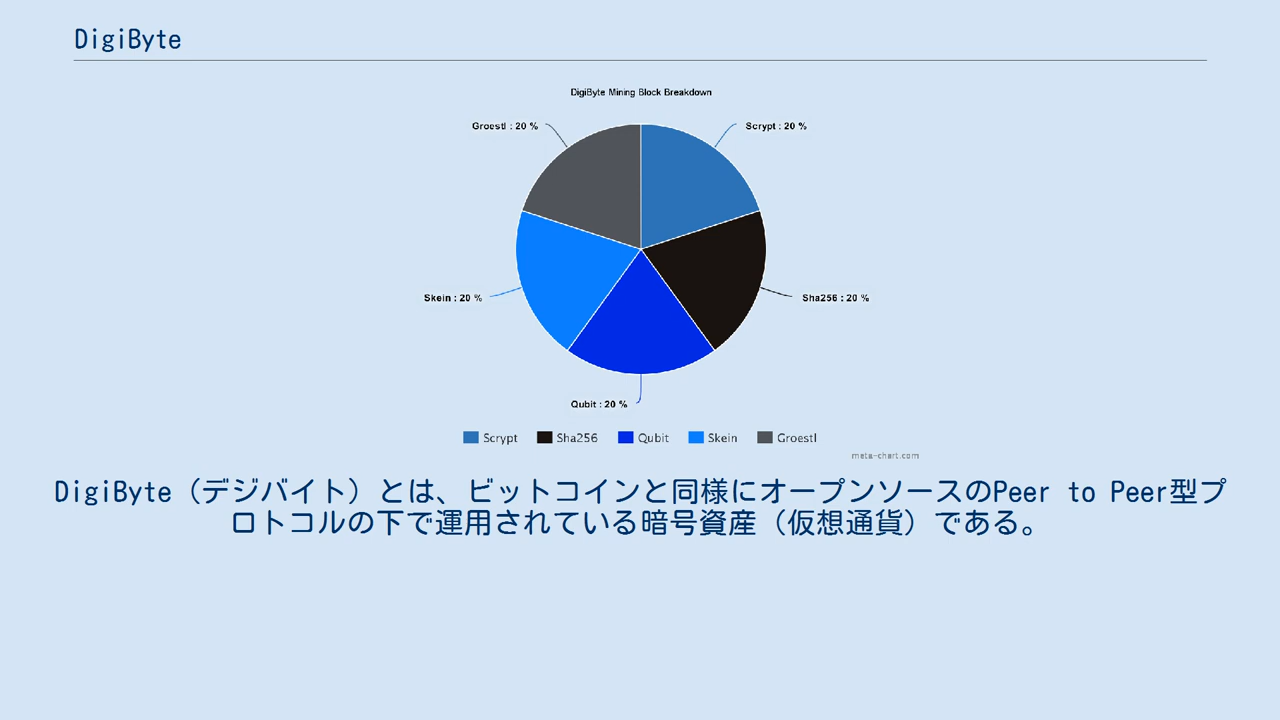 DigiByte
DigiByte Mining Block Breakdown
Groestl : 20 %
Scrypt : 20 %
Skein : 20 %
Sha256 : 20 %
Qubit : 20 %
Scrypt Sha256 Qubit Skein Groestl
meta-chart.com
DigiByte（デジバイト）とは、ビットコインと同様にオープンソースのPeer to Peer型プ
ロトコルの下で運用されている暗号資産（仮想通貨）である。